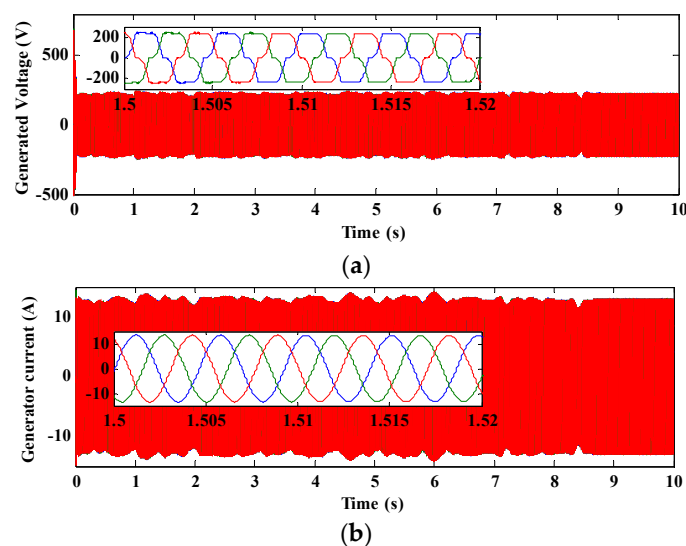 Generated Voltage (V)
500
0
-500
200
0
-200
1.5 1.505 1.51 1.515 1.52
0 1 2 3 4 5 6 7 8 9 10
Time (s)
(a)
Generator current (A)
10
0
-10
10
0
-10
1.5 1.505 1.51 1.515 1.52
0 1 2 3 4 5 6 7 8 9 10
Time (s)
(b)